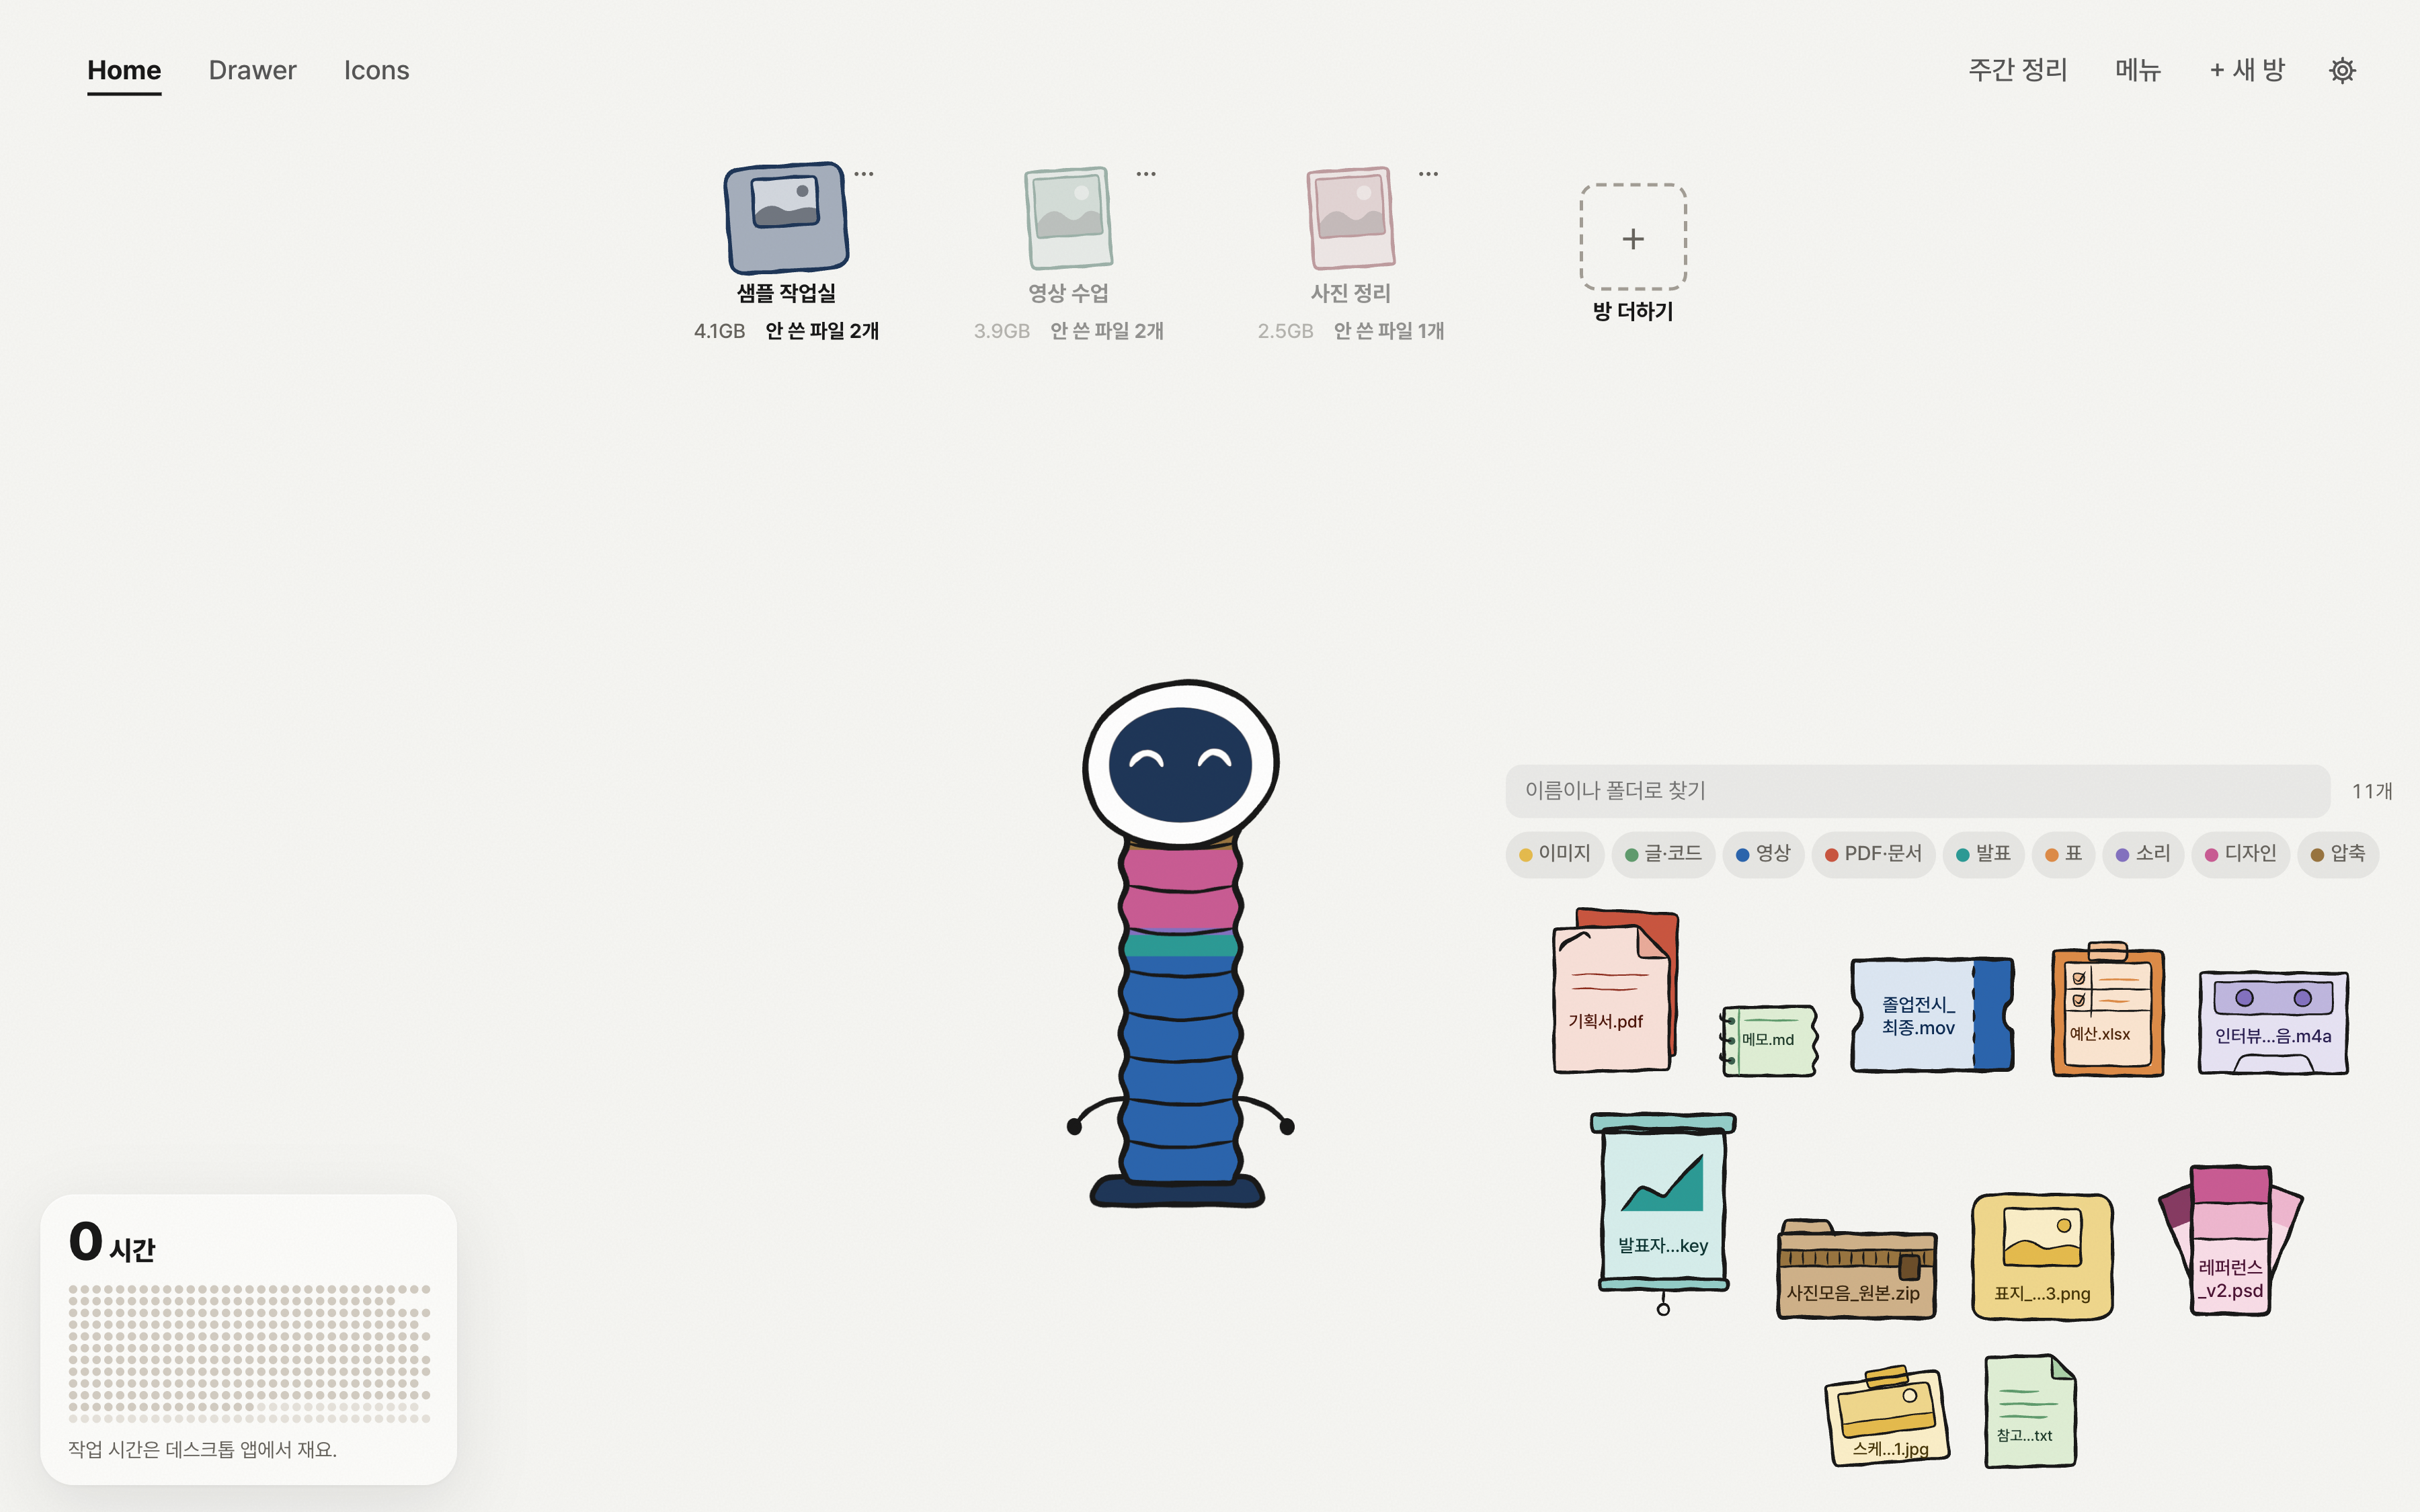 Home Drawer Icons
주간 정리 메뉴 + 새 방
샘플 작업실
4.1GB 안 쓴 파일 2개
영상 수업
3.9GB 안 쓴 파일 2개
사진 정리
2.5GB 안 쓴 파일 1개
+
방 더하기
이름이나 폴더로 찾기
11개
이미지 글·코드 영상 PDF·문서 발표 표 소리 디자인 압축
기획서.pdf
메모.md
졸업전시_
최종.mov
예산.xlsx
인터뷰...음.m4a
발표자...key
사진모음_원본.zip
표지_...3.png
레퍼런스
_v2.psd
스케...1.jpg
참고...txt
0 시간
작업 시간은 데스크톱 앱에서 재요.